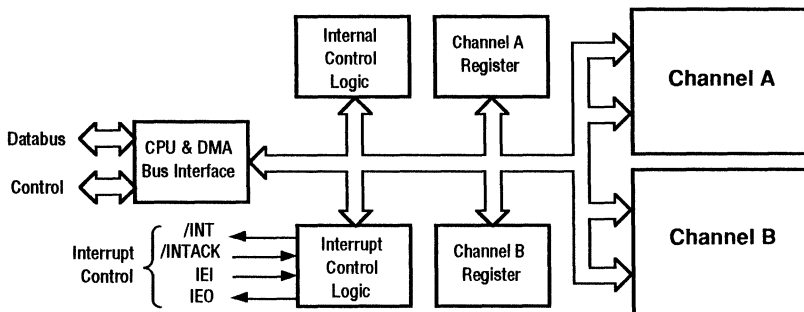 Internal
Control
Logic
Channel A
Register
Channel A
Databus
CPU & DMA
Bus Interface
Control
Interrupt
Control
/INT
/INTACK
IEI
IEO
Interrupt
Control
Logic
Channel B
Register
Channel B